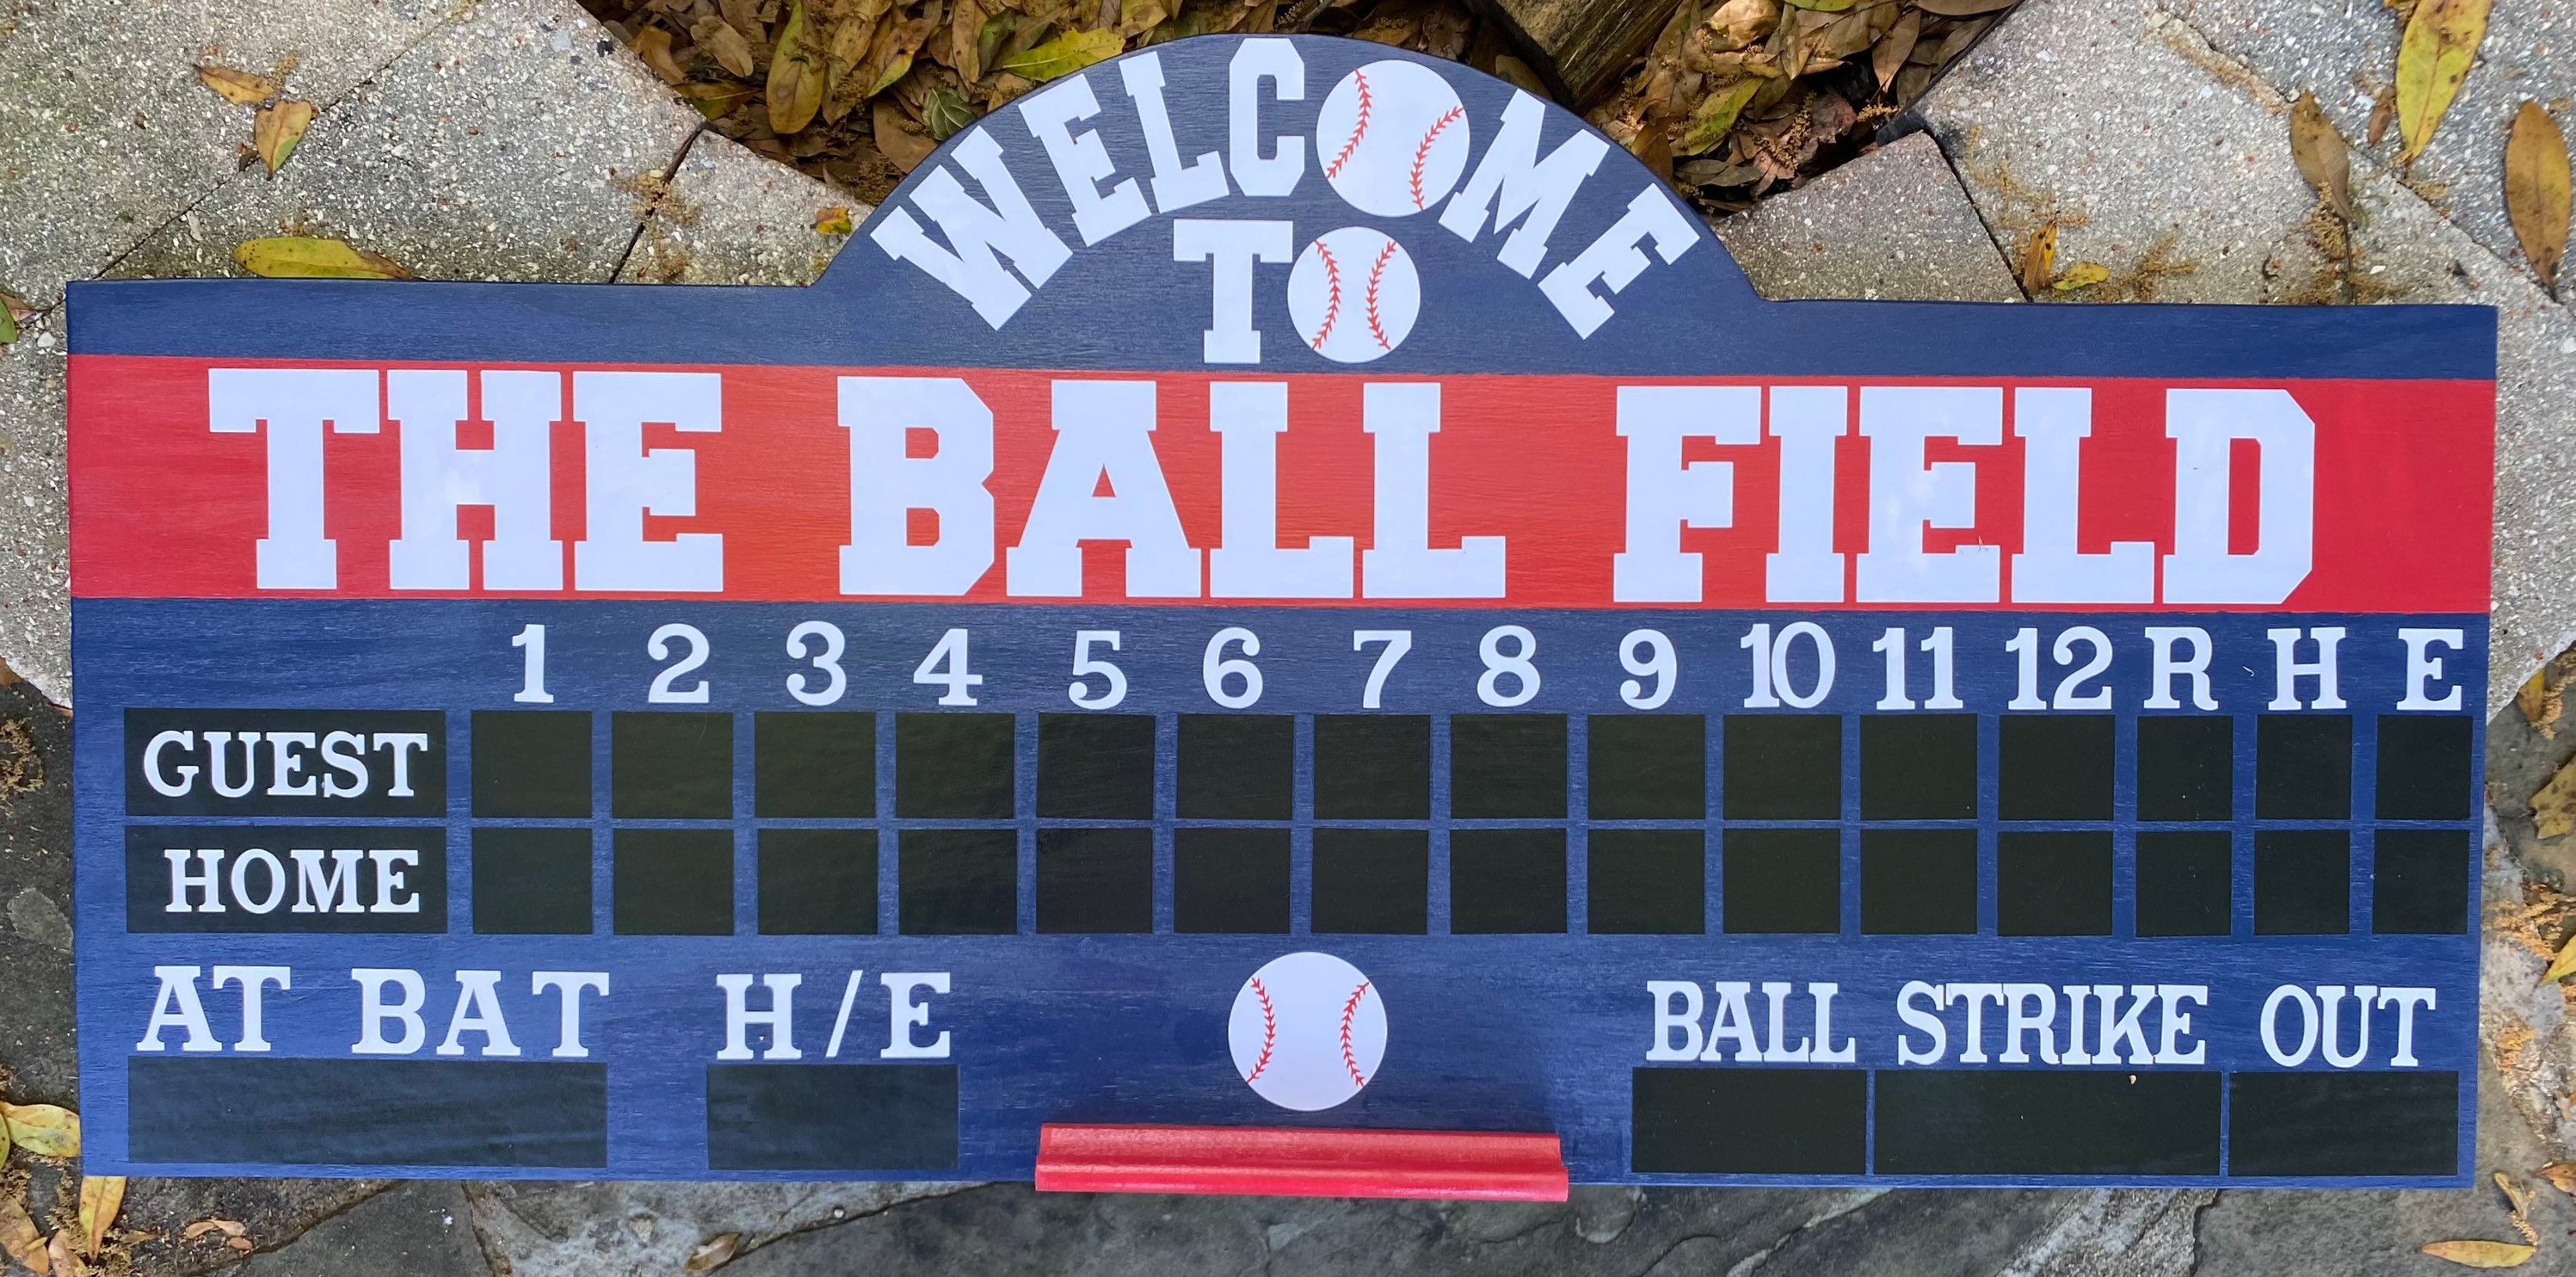 WELCOME
TO
THE BALL FIELD
1 2 3 4 5 6 7 8 9 10 11 12 R H E
GUEST
HOME
AT BAT H/E BALL STRIKE OUT